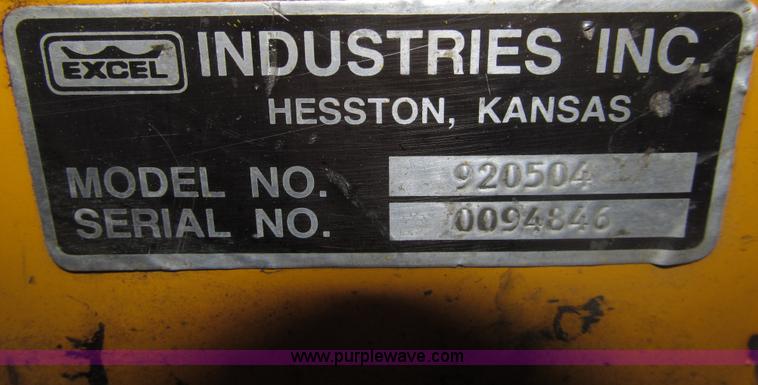 EXCEL INDUSTRIES INC.
HESSTON, KANSAS
MODEL NO. 920504
SERIAL NO. 0094846
www.purplewave.com